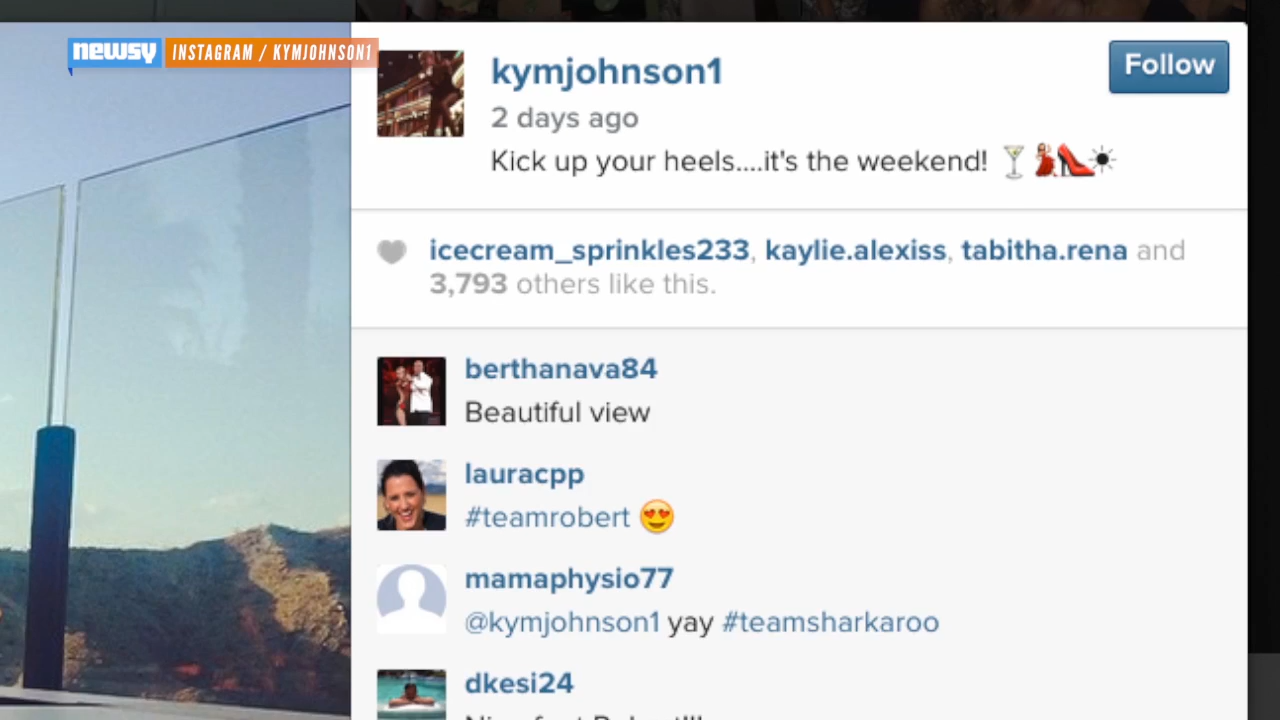 newsy INSTAGRAM / KYMJOHNSON1
kymjohnson1
Follow
2 days ago
Kick up your heels....it's the weekend! 🍸💃👠☀
icecream_sprinkles233, kaylie.alexiss, tabitha.rena and
3,793 others like this.
berthanava84
Beautiful view
lauracpp
#teamrobert 😍
mamaphysio77
@kymjohnson1 yay #teamsharkaroo
dkesi24